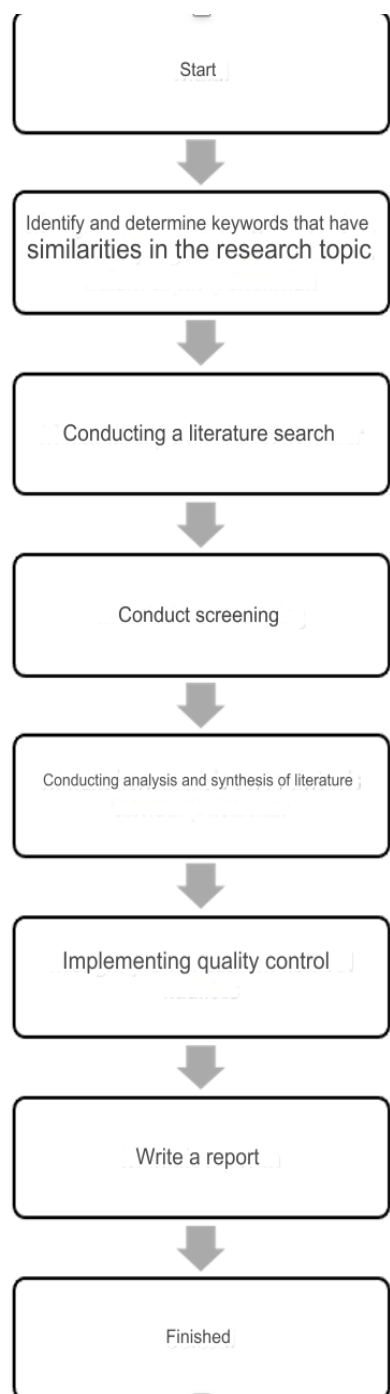 Start
Identify and determine keywords that have
similarities in the research topic
Conducting a literature search
Conduct screening
Conducting analysis and synthesis of literature
Implementing quality control
Write a report
Finished